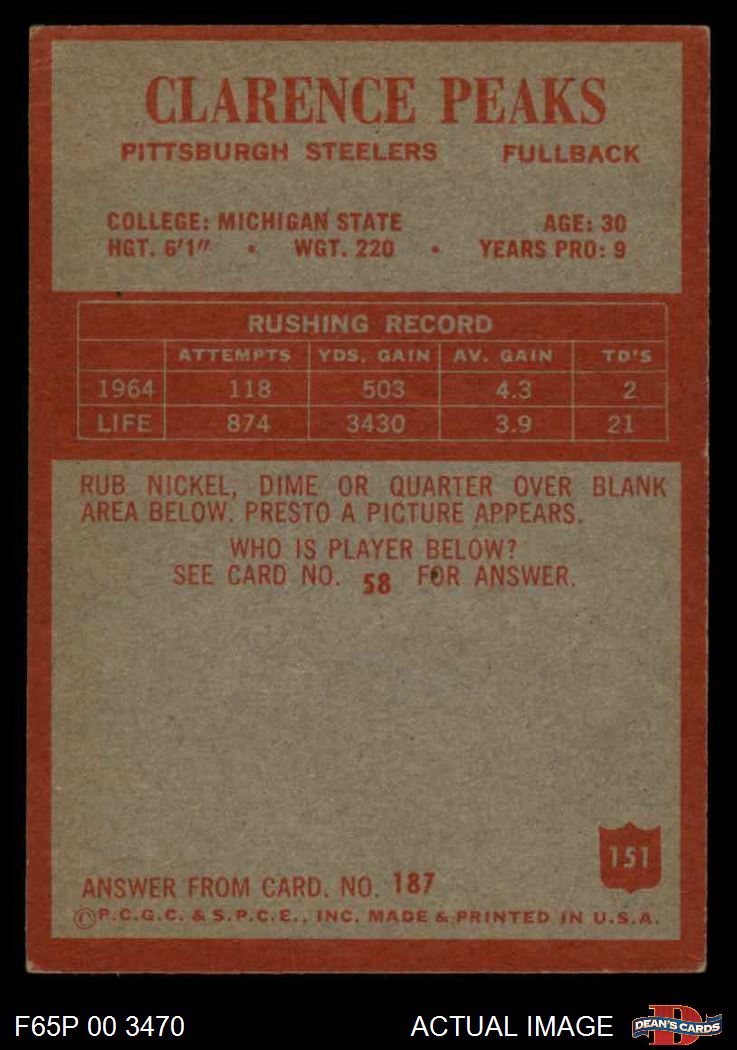 CLARENCE PEAKS
PITTSBURGH STEELERS FULLBACK
COLLEGE: MICHIGAN STATE AGE: 30
HGT. 6'1" • WGT. 220 • YEARS PRO: 9
RUSHING RECORD
ATTEMPTS YDS. GAIN AV. GAIN TD'S
1964 118 503 4.3 2
LIFE 874 3430 3.9 21
RUB NICKEL, DIME OR QUARTER OVER BLANK
AREA BELOW. PRESTO A PICTURE APPEARS.
WHO IS PLAYER BELOW?
SEE CARD NO. 58 FOR ANSWER.
151
ANSWER FROM CARD. NO. 187
©P.C.G.C. & S.P.C.E., INC. MADE & PRINTED IN U.S.A.
F65P 00 3470 ACTUAL IMAGE DEAN'S CARDS